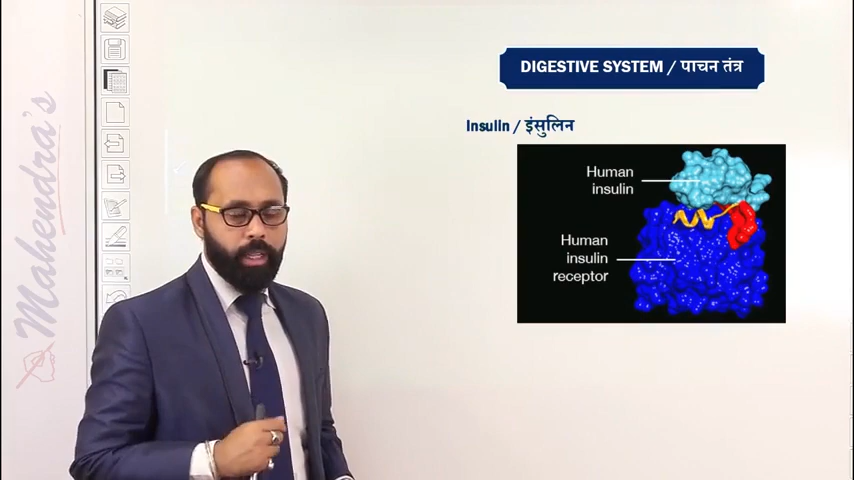 Mahendra's
DIGESTIVE SYSTEM / पाचन तंत्र
Insulin / इंसुलिन
Human
insulin
Human
insulin
receptor